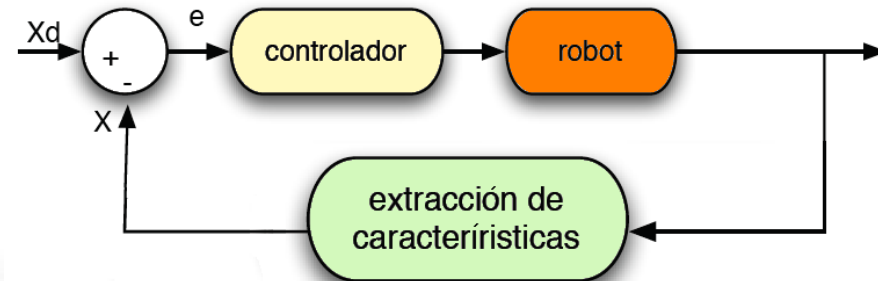 Xd
e
+
-
controlador
robot
X
extracción de
caracteríristicas